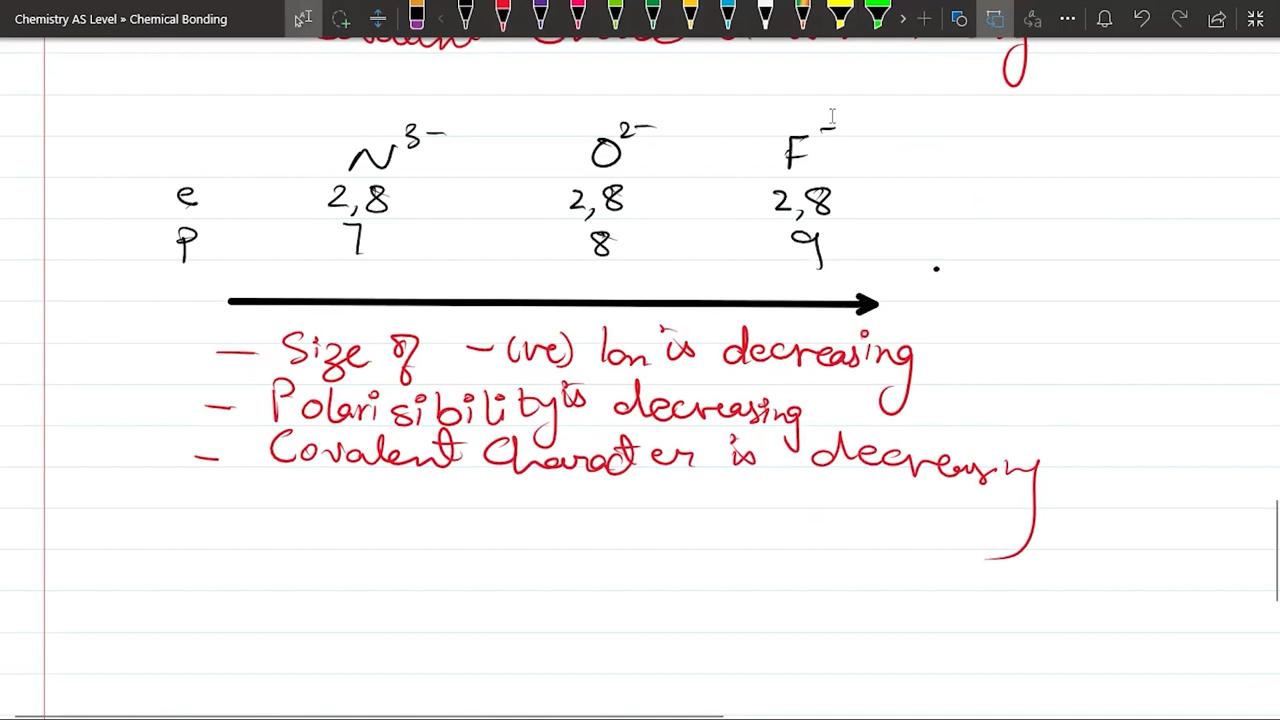 Chemistry AS Level » Chemical Bonding
N³⁻ O²⁻ F⁻
e 2,8 2,8 2,8
P 7 8 9
— Size of -(ve) Ion is decreasing
— Polarisibility is decreasing
— Covalent Character is decreasing